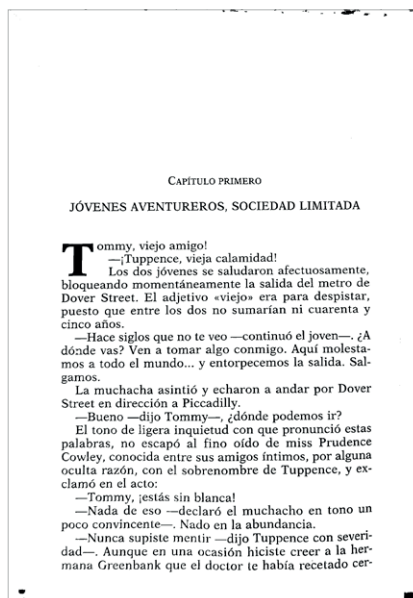 CAPÍTULO PRIMERO
JÓVENES AVENTUREROS, SOCIEDAD LIMITADA
Tommy, viejo amigo!
—¡Tuppence, vieja calamidad!
Los dos jóvenes se saludaron afectuosamente,
bloqueando momentáneamente la salida del metro de
Dover Street. El adjetivo «viejo» era para despistar,
puesto que entre los dos no sumarían ni cuarenta y
cinco años.
—Hace siglos que no te veo —continuó el joven—. ¿A
dónde vas? Ven a tomar algo conmigo. Aquí molesta-
mos a todo el mundo... y entorpecemos la salida. Sal-
gamos.
La muchacha asintió y echaron a andar por Dover
Street en dirección a Piccadilly.
—Bueno —dijo Tommy—, ¿dónde podemos ir?
El tono de ligera inquietud con que pronunció estas
palabras, no escapó al fino oído de miss Prudence
Cowley, conocida entre sus amigos íntimos, por alguna
oculta razón, con el sobrenombre de Tuppence, y ex-
clamó en el acto:
—Tommy, ¡estás sin blanca!
—Nada de eso —declaró el muchacho en tono un
poco convincente—. Nado en la abundancia.
—Nunca supiste mentir —dijo Tuppence con severi-
dad—. Aunque en una ocasión hiciste creer a la her-
mana Greenbank que el doctor te había recetado cer-